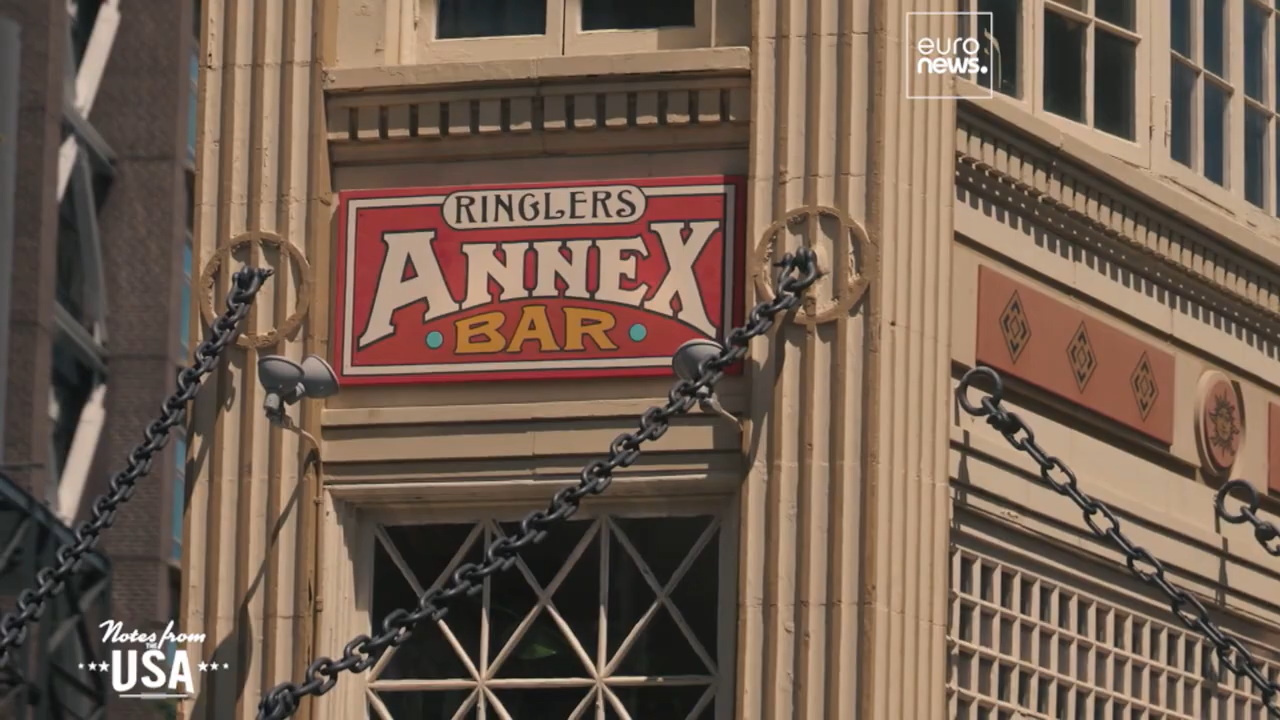 euro
news.
RINGLERS
ANNEX
BAR
Notes from
THE
USA